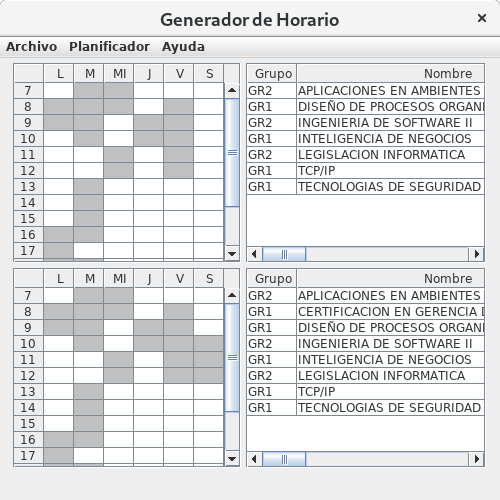 Generador de Horario
×
Archivo Planificador Ayuda
L M MI J V S Grupo Nombre
7 GR2 APLICACIONES EN AMBIENTES
8 GR1 DISEÑO DE PROCESOS ORGANI
9 GR2 INGENIERIA DE SOFTWARE II
10 GR1 INTELIGENCIA DE NEGOCIOS
11 GR2 LEGISLACION INFORMATICA
12 GR1 TCP/IP
13 GR1 TECNOLOGIAS DE SEGURIDAD
14
15
16
17
L M MI J V S Grupo Nombre
7 GR2 APLICACIONES EN AMBIENTES
8 GR1 CERTIFICACION EN GERENCIA D
9 GR1 DISEÑO DE PROCESOS ORGANI
10 GR2 INGENIERIA DE SOFTWARE II
11 GR1 INTELIGENCIA DE NEGOCIOS
12 GR2 LEGISLACION INFORMATICA
13 GR1 TCP/IP
14 GR1 TECNOLOGIAS DE SEGURIDAD
15
16
17